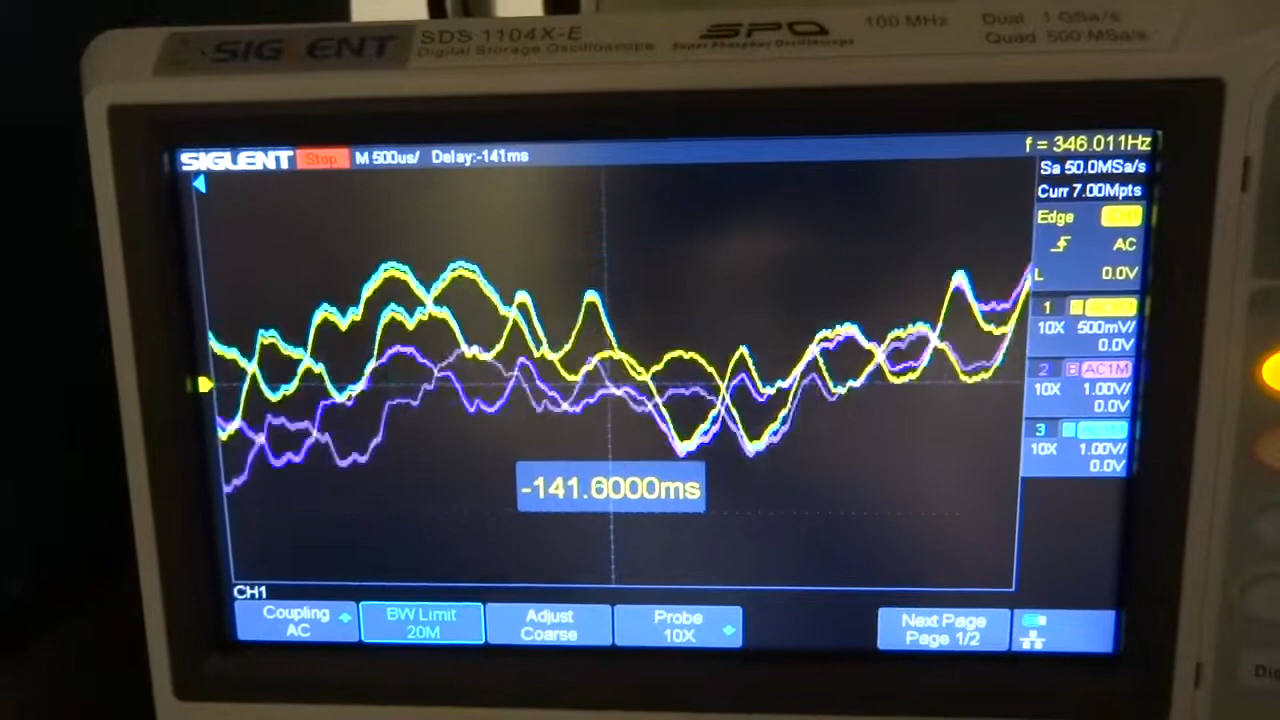 SIGLENT
SDS 1104X-E
Digital Storage Oscilloscope
SPO
Super Phosphor Oscilloscope
100 MHz
Dual 1 GSa/s
Quad 500 MSa/s
SIGLENT Stop M 500us/ Delay:-141ms
f = 346.011Hz
Sa 50.0MSa/s
Curr 7.00Mpts
Edge CH1
AC
L 0.0V
1 AC1M
10X 500mV/
0.0V
2 B AC1M
10X 1.00V/
0.0V
3 AC1M
10X 1.00V/
0.0V
-141.6000ms
CH1
Coupling
AC
BW Limit
20M
Adjust
Coarse
Probe
10X
Next Page
Page 1/2